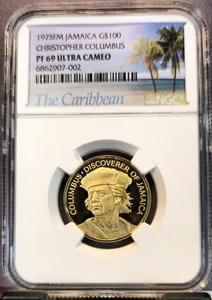 1975FM JAMAICA G$100
CHRISTOPHER COLUMBUS
PF 69 ULTRA CAMEO
6862907-002
The Caribbean
NGC
COLUMBUS · DISCOVERER OF JAMAICA